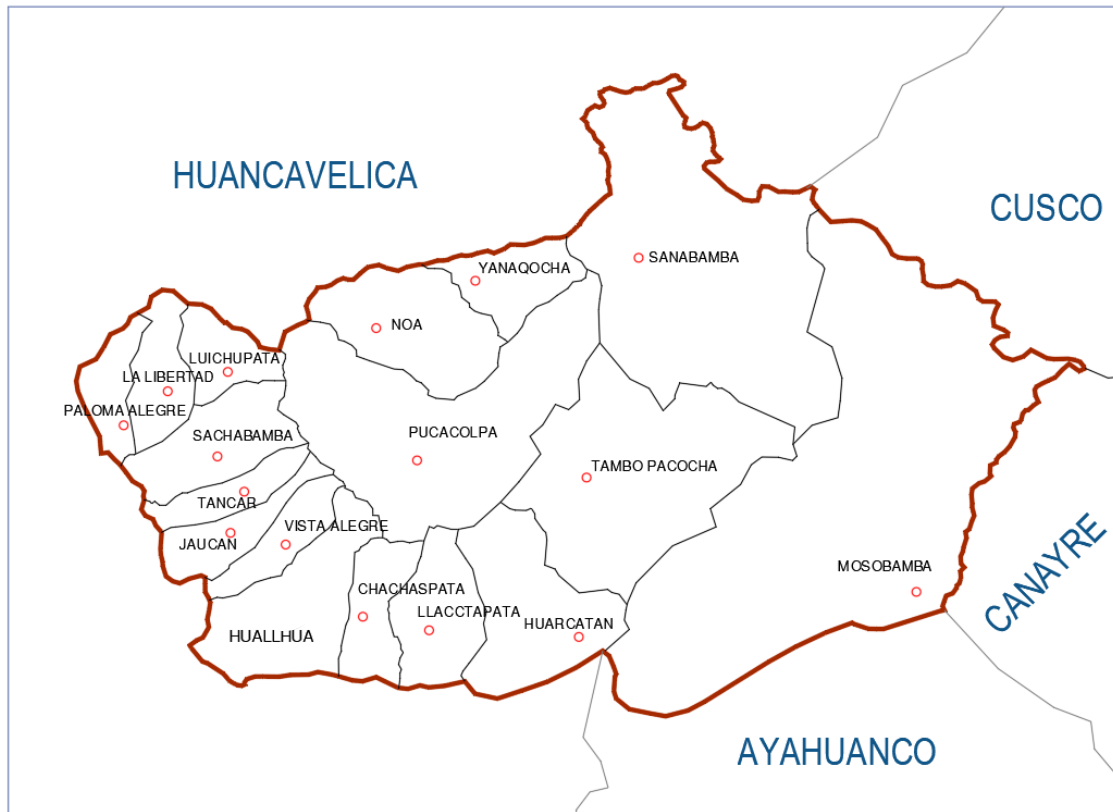 HUANCAVELICA
CUSCO
SANABAMBA
YANAQOCHA
NOA
LUICHUPATA
LA LIBERTAD
PALOMA ALEGRE
SACHABAMBA
PUCACOLPA
TAMBO PACOCHA
TANCAR
VISTA ALEGRE
JAUCAN
MOSOBAMBA
CANAYRE
CHACHASPATA
LLACCTAPATA
HUARCATAN
HUALLHUA
AYAHUANCO